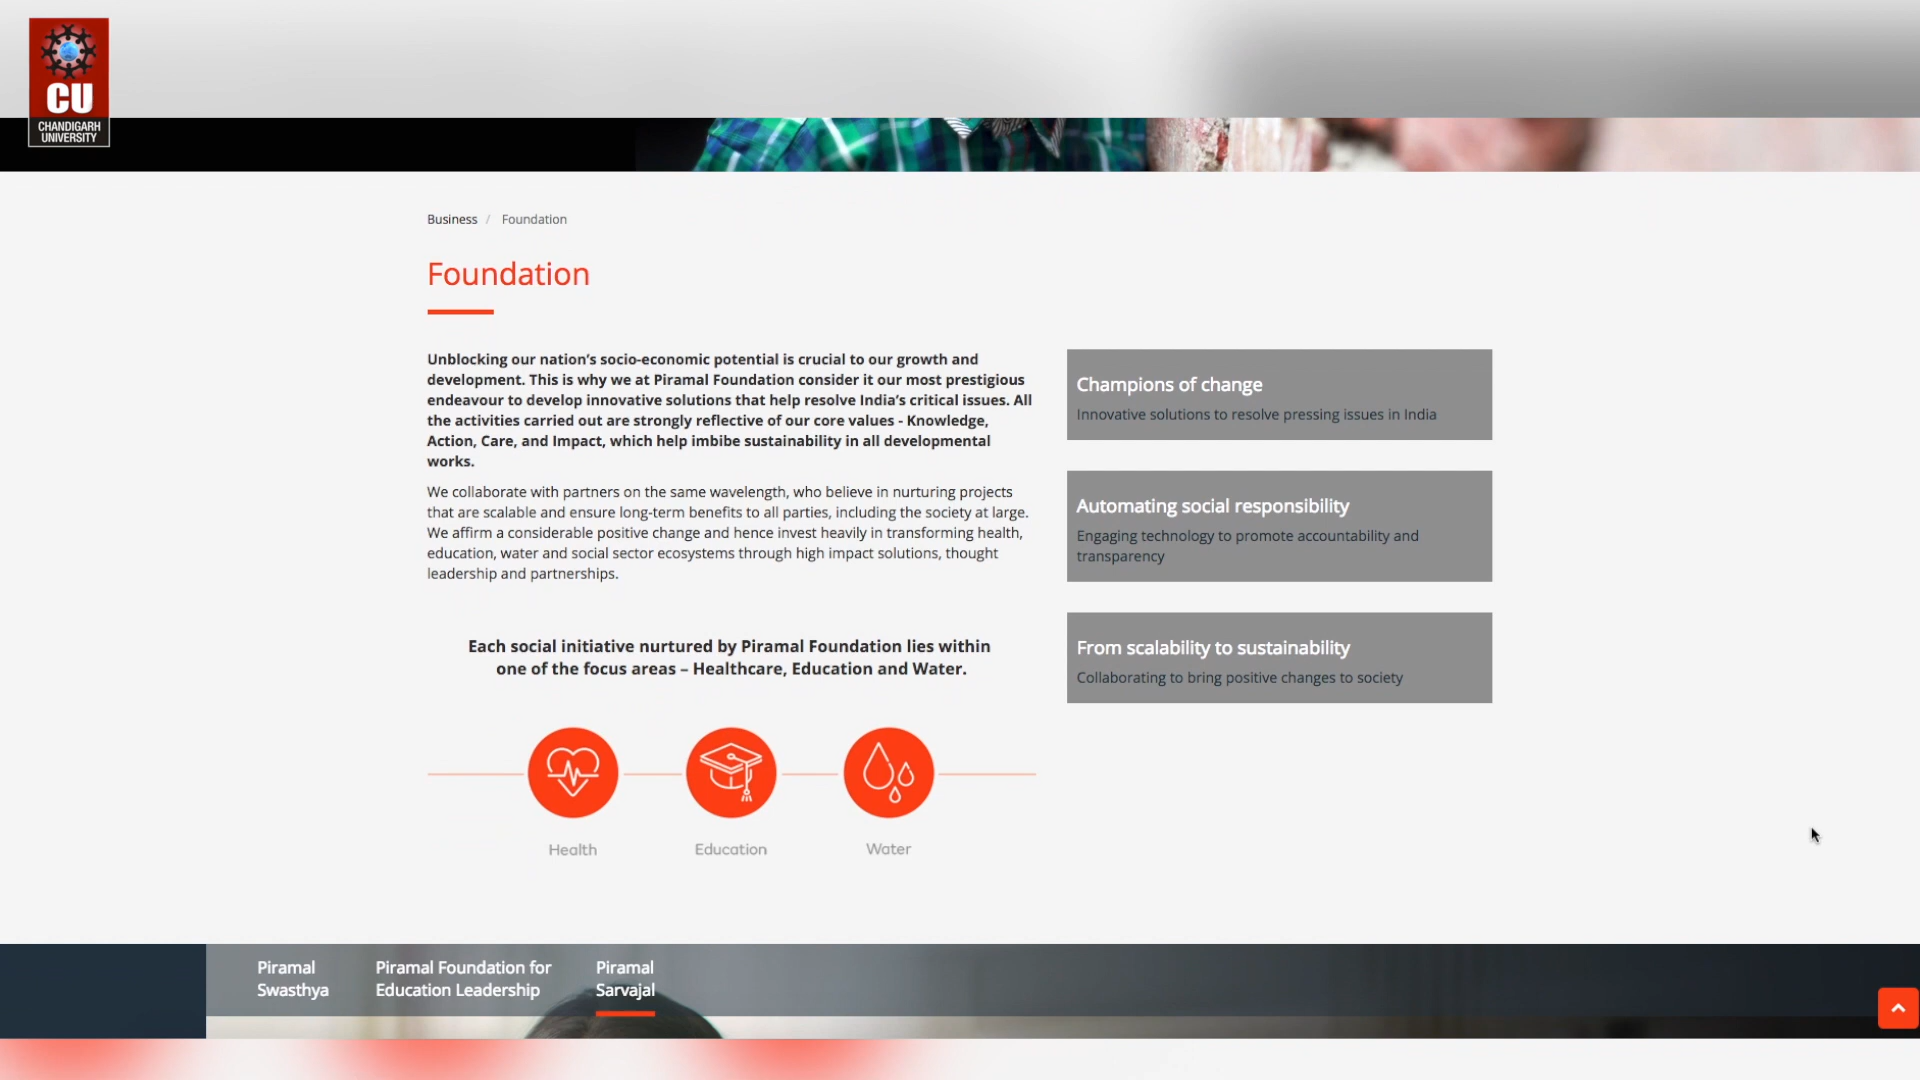 CU
CHANDIGARH
UNIVERSITY
Business / Foundation
Foundation
Unblocking our nation’s socio-economic potential is crucial to our growth and
development. This is why we at Piramal Foundation consider it our most prestigious
endeavour to develop innovative solutions that help resolve India’s critical issues. All
the activities carried out are strongly reflective of our core values - Knowledge,
Action, Care, and Impact, which help imbibe sustainability in all developmental
works.
We collaborate with partners on the same wavelength, who believe in nurturing projects
that are scalable and ensure long-term benefits to all parties, including the society at large.
We affirm a considerable positive change and hence invest heavily in transforming health,
education, water and social sector ecosystems through high impact solutions, thought
leadership and partnerships.
Each social initiative nurtured by Piramal Foundation lies within
one of the focus areas – Healthcare, Education and Water.
Health
Education
Water
Champions of change
Innovative solutions to resolve pressing issues in India
Automating social responsibility
Engaging technology to promote accountability and
transparency
From scalability to sustainability
Collaborating to bring positive changes to society
Piramal
Swasthya
Piramal Foundation for
Education Leadership
Piramal
Sarvajal